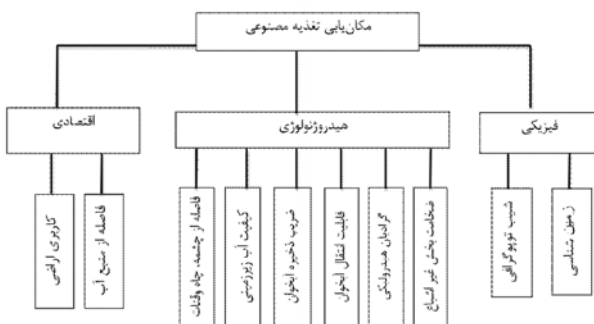 مکان‌یابی تغذیه مصنوعی
فیزیکی
هیدروژئولوژی
اقتصادی
زمین شناسی
شیب توپوگرافی
ضخامت بخش غیر اشباع
گرادیان هیدرولیکی
قابلیت انتقال آبخوان
ضریب ذخیره آبخوان
کیفیت آب زیرزمینی
فاصله از چشمه چاه وقنات
فاصله از منبع آب
کاربری اراضی